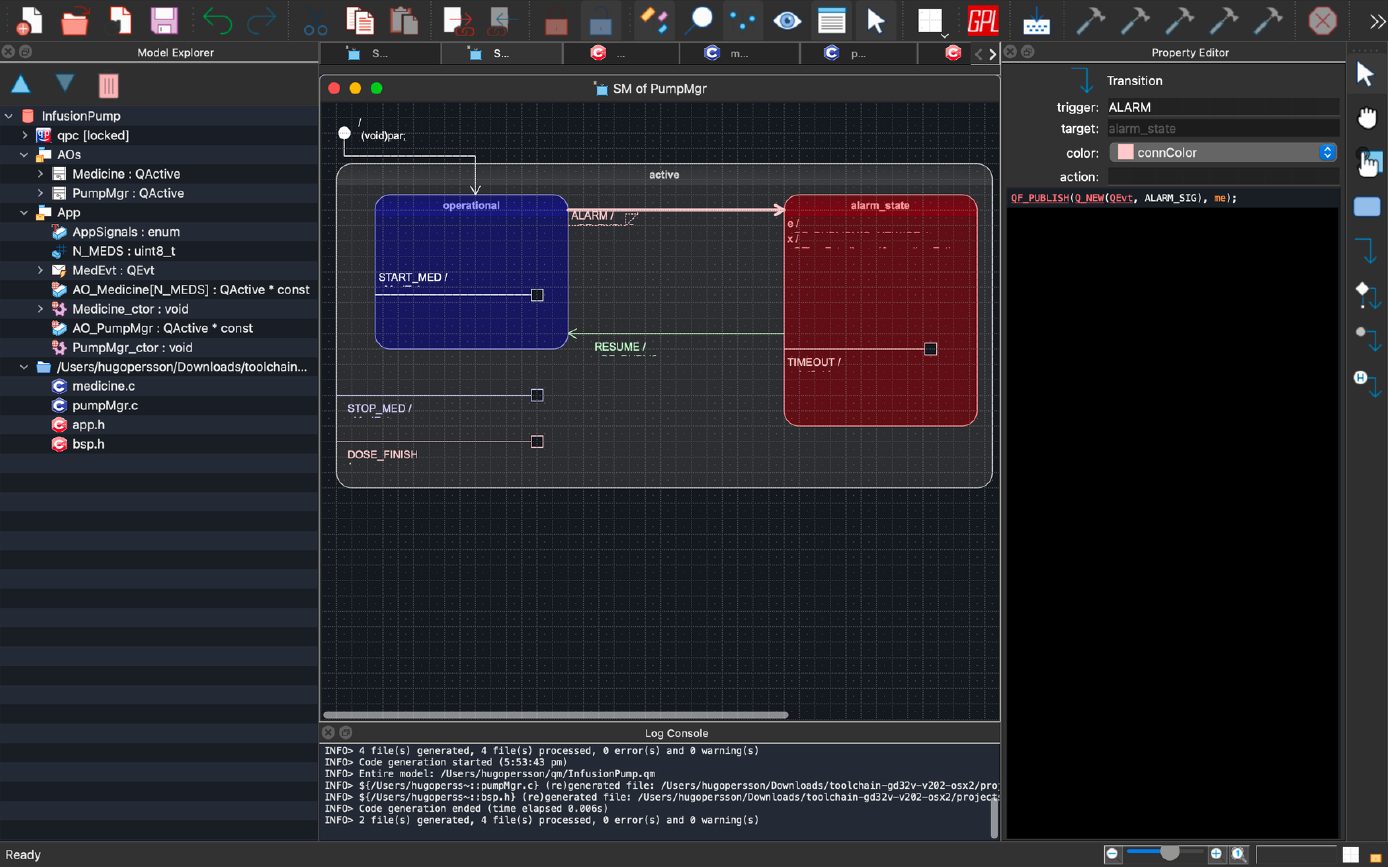 GPL
Model Explorer
S...
S...
...
m...
p...
Property Editor
InfusionPump
qpc [locked]
AOs
Medicine : QActive
PumpMgr : QActive
App
AppSignals : enum
N_MEDS : uint8_t
MedEvt : QEvt
AO_Medicine[N_MEDS] : QActive * const
Medicine_ctor : void
AO_PumpMgr : QActive * const
PumpMgr_ctor : void
/Users/hugopersson/Downloads/toolchain...
medicine.c
pumpMgr.c
app.h
bsp.h
SM of PumpMgr
/
(void)par;
active
operational
ALARM /
alarm_state
e /
x /
START_MED /
RESUME /
TIMEOUT /
STOP_MED /
DOSE_FINISH
Transition
trigger: ALARM
target: alarm_state
color: connColor
action:
QF_PUBLISH(Q_NEW(QEvt, ALARM_SIG), me);
H
Log Console
INFO> 4 file(s) generated, 4 file(s) processed, 0 error(s) and 0 warning(s)
INFO> Code generation started (5:53:43 pm)
INFO> Entire model: /Users/hugopersson/qm/InfusionPump.qm
INFO> ${/Users/hugoperss~::pumpMgr.c} (re)generated file: /Users/hugopersson/Downloads/toolchain-gd32v-v202-osx2/pro
INFO> ${/Users/hugoperss~::bsp.h} (re)generated file: /Users/hugopersson/Downloads/toolchain-gd32v-v202-osx2/projects
INFO> Code generation ended (time elapsed 0.006s)
INFO> 2 file(s) generated, 4 file(s) processed, 0 error(s) and 0 warning(s)
Ready